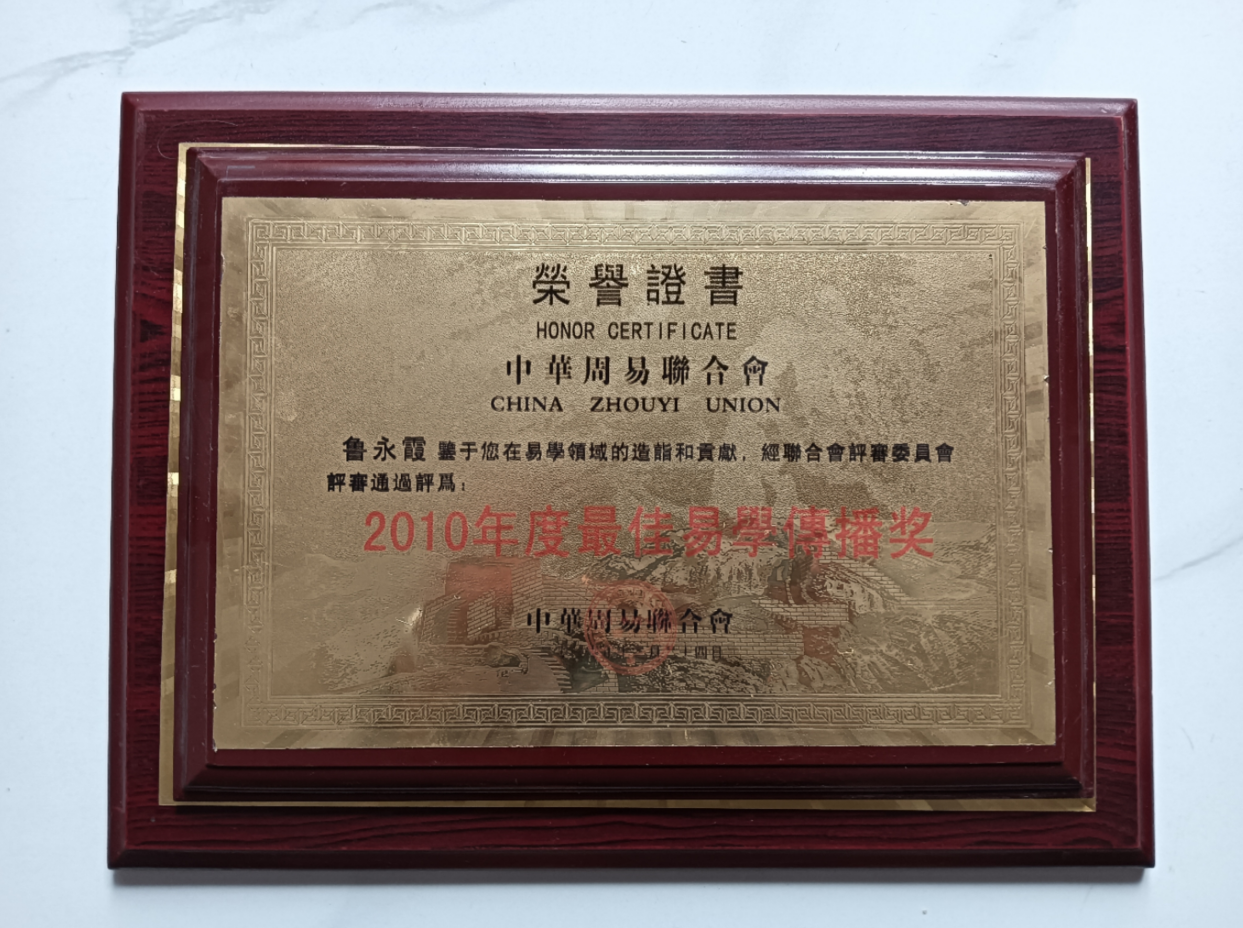 榮譽證書
HONOR CERTIFICATE
中華周易聯合會
CHINA ZHOUYI UNION
魯永霞 鑒于您在易學領域的造詣和貢獻,經聯合會評審委員會
評審通過評爲:
2010年度最佳易學傳播奖
中華周易聯合會